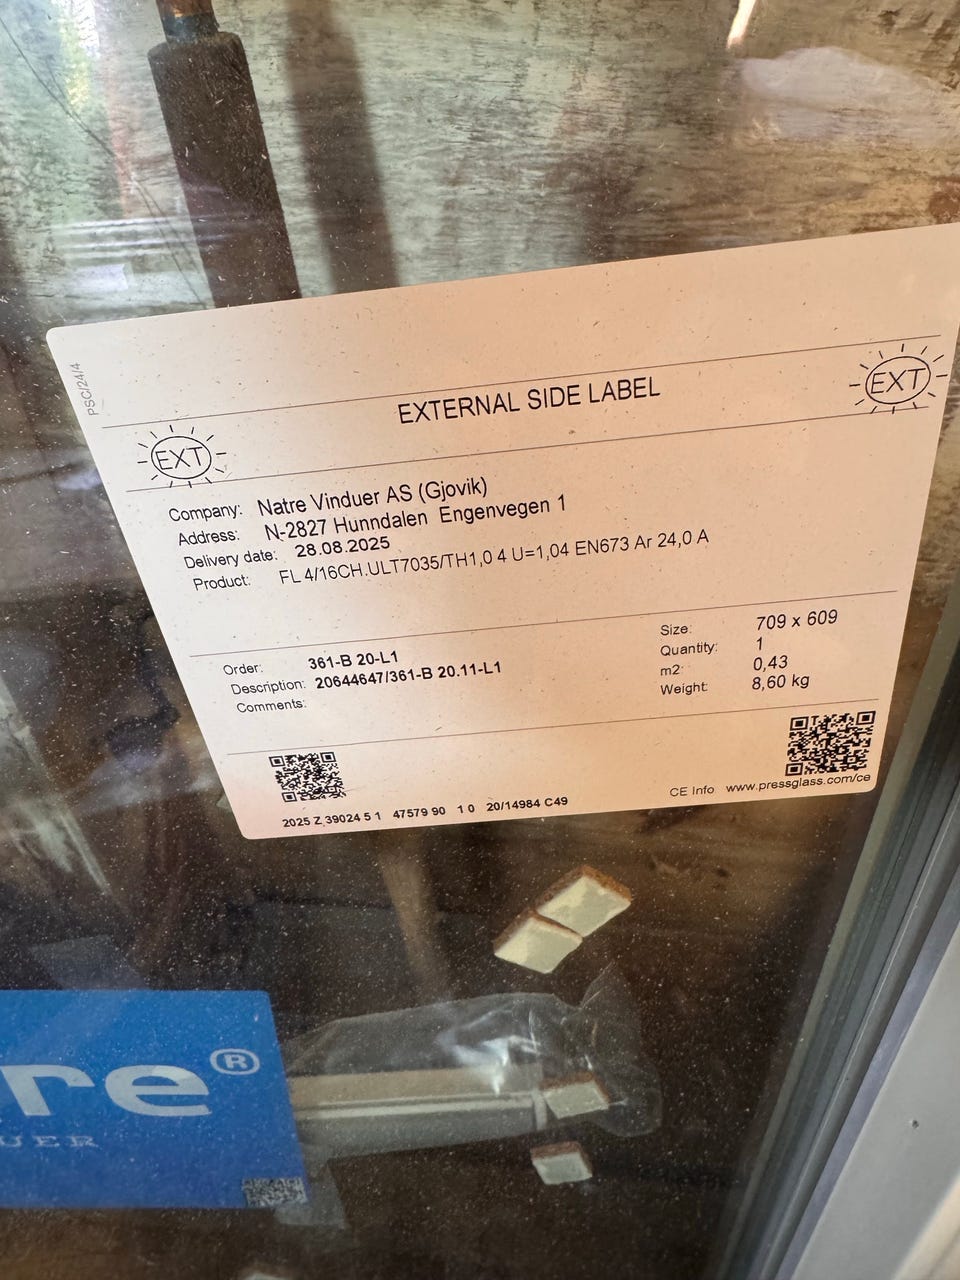 PSC/24/4
EXTERNAL SIDE LABEL
EXT
EXT
Company: Natre Vinduer AS (Gjovik)
Address: N-2827 Hunndalen Engenvegen 1
Delivery date: 28.08.2025
Product: FL 4/16CH.ULT7035/TH1,0 4 U=1,04 EN673 Ar 24,0 A
Order: 361-B 20-L1
Description: 20644647/361-B 20.11-L1
Comments:
Size: 709 x 609
Quantity: 1
m2: 0,43
Weight: 8,60 kg
2025 Z 39024 5 1 47579 90 1 0 20/14984 C49
CE Info www.pressglass.com/ce
re®
UER